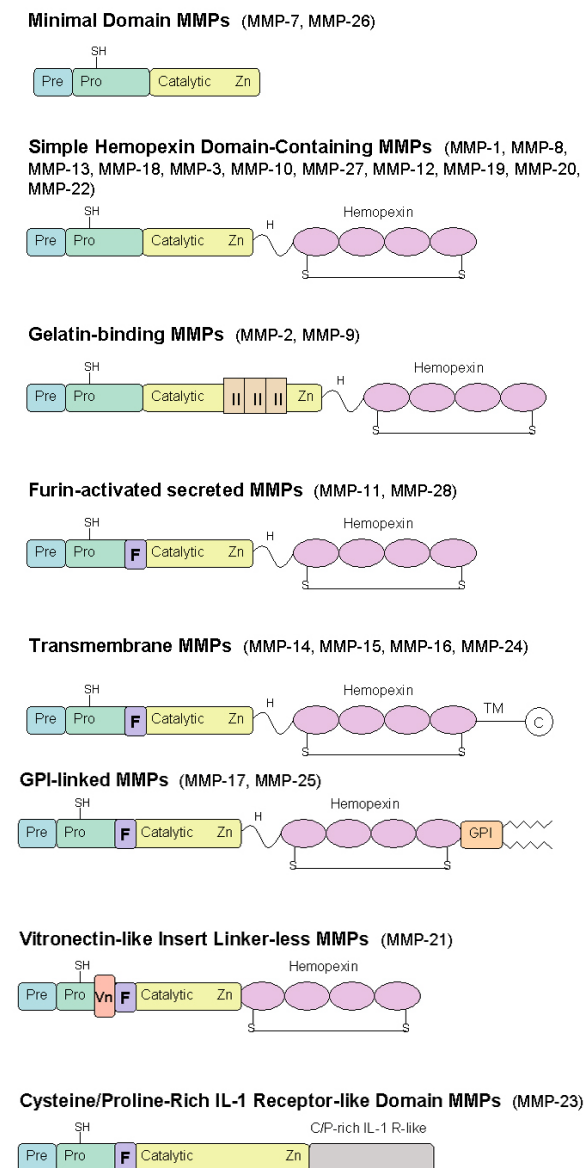 Minimal Domain MMPs (MMP-7, MMP-26)
SH
Pre Pro Catalytic Zn
Simple Hemopexin Domain-Containing MMPs (MMP-1, MMP-8,
MMP-13, MMP-18, MMP-3, MMP-10, MMP-27, MMP-12, MMP-19, MMP-20,
MMP-22)
SH H Hemopexin
Pre Pro Catalytic Zn
S S
Gelatin-binding MMPs (MMP-2, MMP-9)
SH H Hemopexin
Pre Pro Catalytic II II II Zn
S S
Furin-activated secreted MMPs (MMP-11, MMP-28)
SH H Hemopexin
Pre Pro F Catalytic Zn
S S
Transmembrane MMPs (MMP-14, MMP-15, MMP-16, MMP-24)
SH H Hemopexin TM
Pre Pro F Catalytic Zn C
S S
GPI-linked MMPs (MMP-17, MMP-25)
SH H Hemopexin
Pre Pro F Catalytic Zn GPI
S S
Vitronectin-like Insert Linker-less MMPs (MMP-21)
SH Hemopexin
Pre Pro Vn F Catalytic Zn
S S
Cysteine/Proline-Rich IL-1 Receptor-like Domain MMPs (MMP-23)
SH C/P-rich IL-1 R-like
Pre Pro F Catalytic Zn